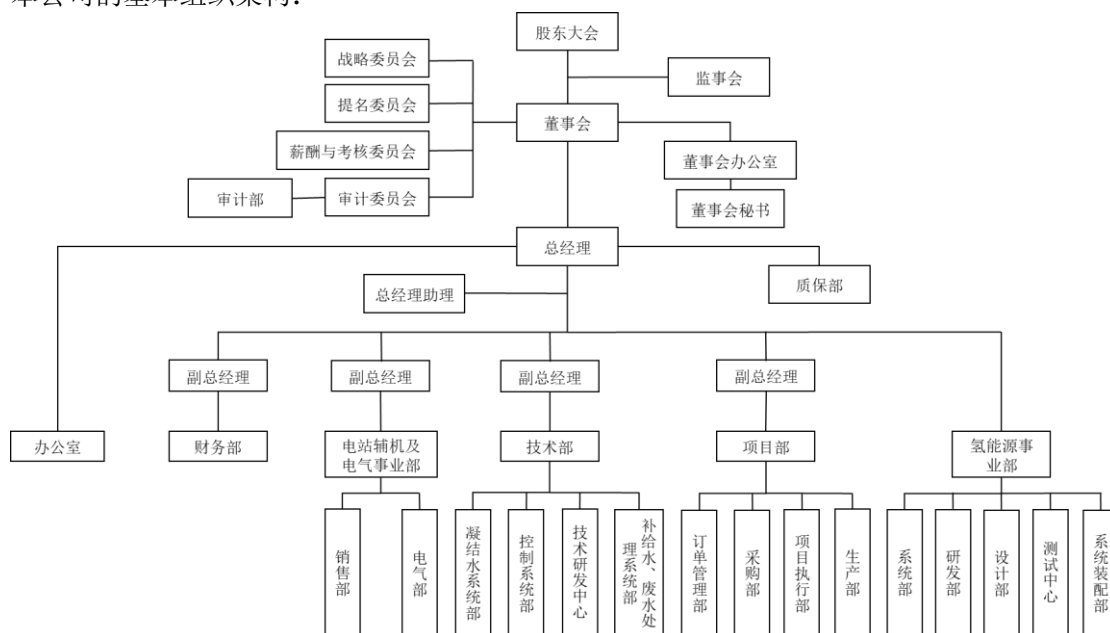 本公司的基本组织架构:
股东大会
战略委员会
监事会
提名委员会
董事会
薪酬与考核委员会
董事会办公室
审计部
审计委员会
董事会秘书
总经理
质保部
总经理助理
副总经理
副总经理
副总经理
副总经理
办公室
财务部
电站辅机及
电气事业部
技术部
项目部
氢能源事
业部
销售部
电气部
凝结水系统部
控制系统部
技术研发中心
补给水、废水处
理系统部
订单管理部
采购部
项目执行部
生产部
系统部
研发部
设计部
测试中心
系统装配部